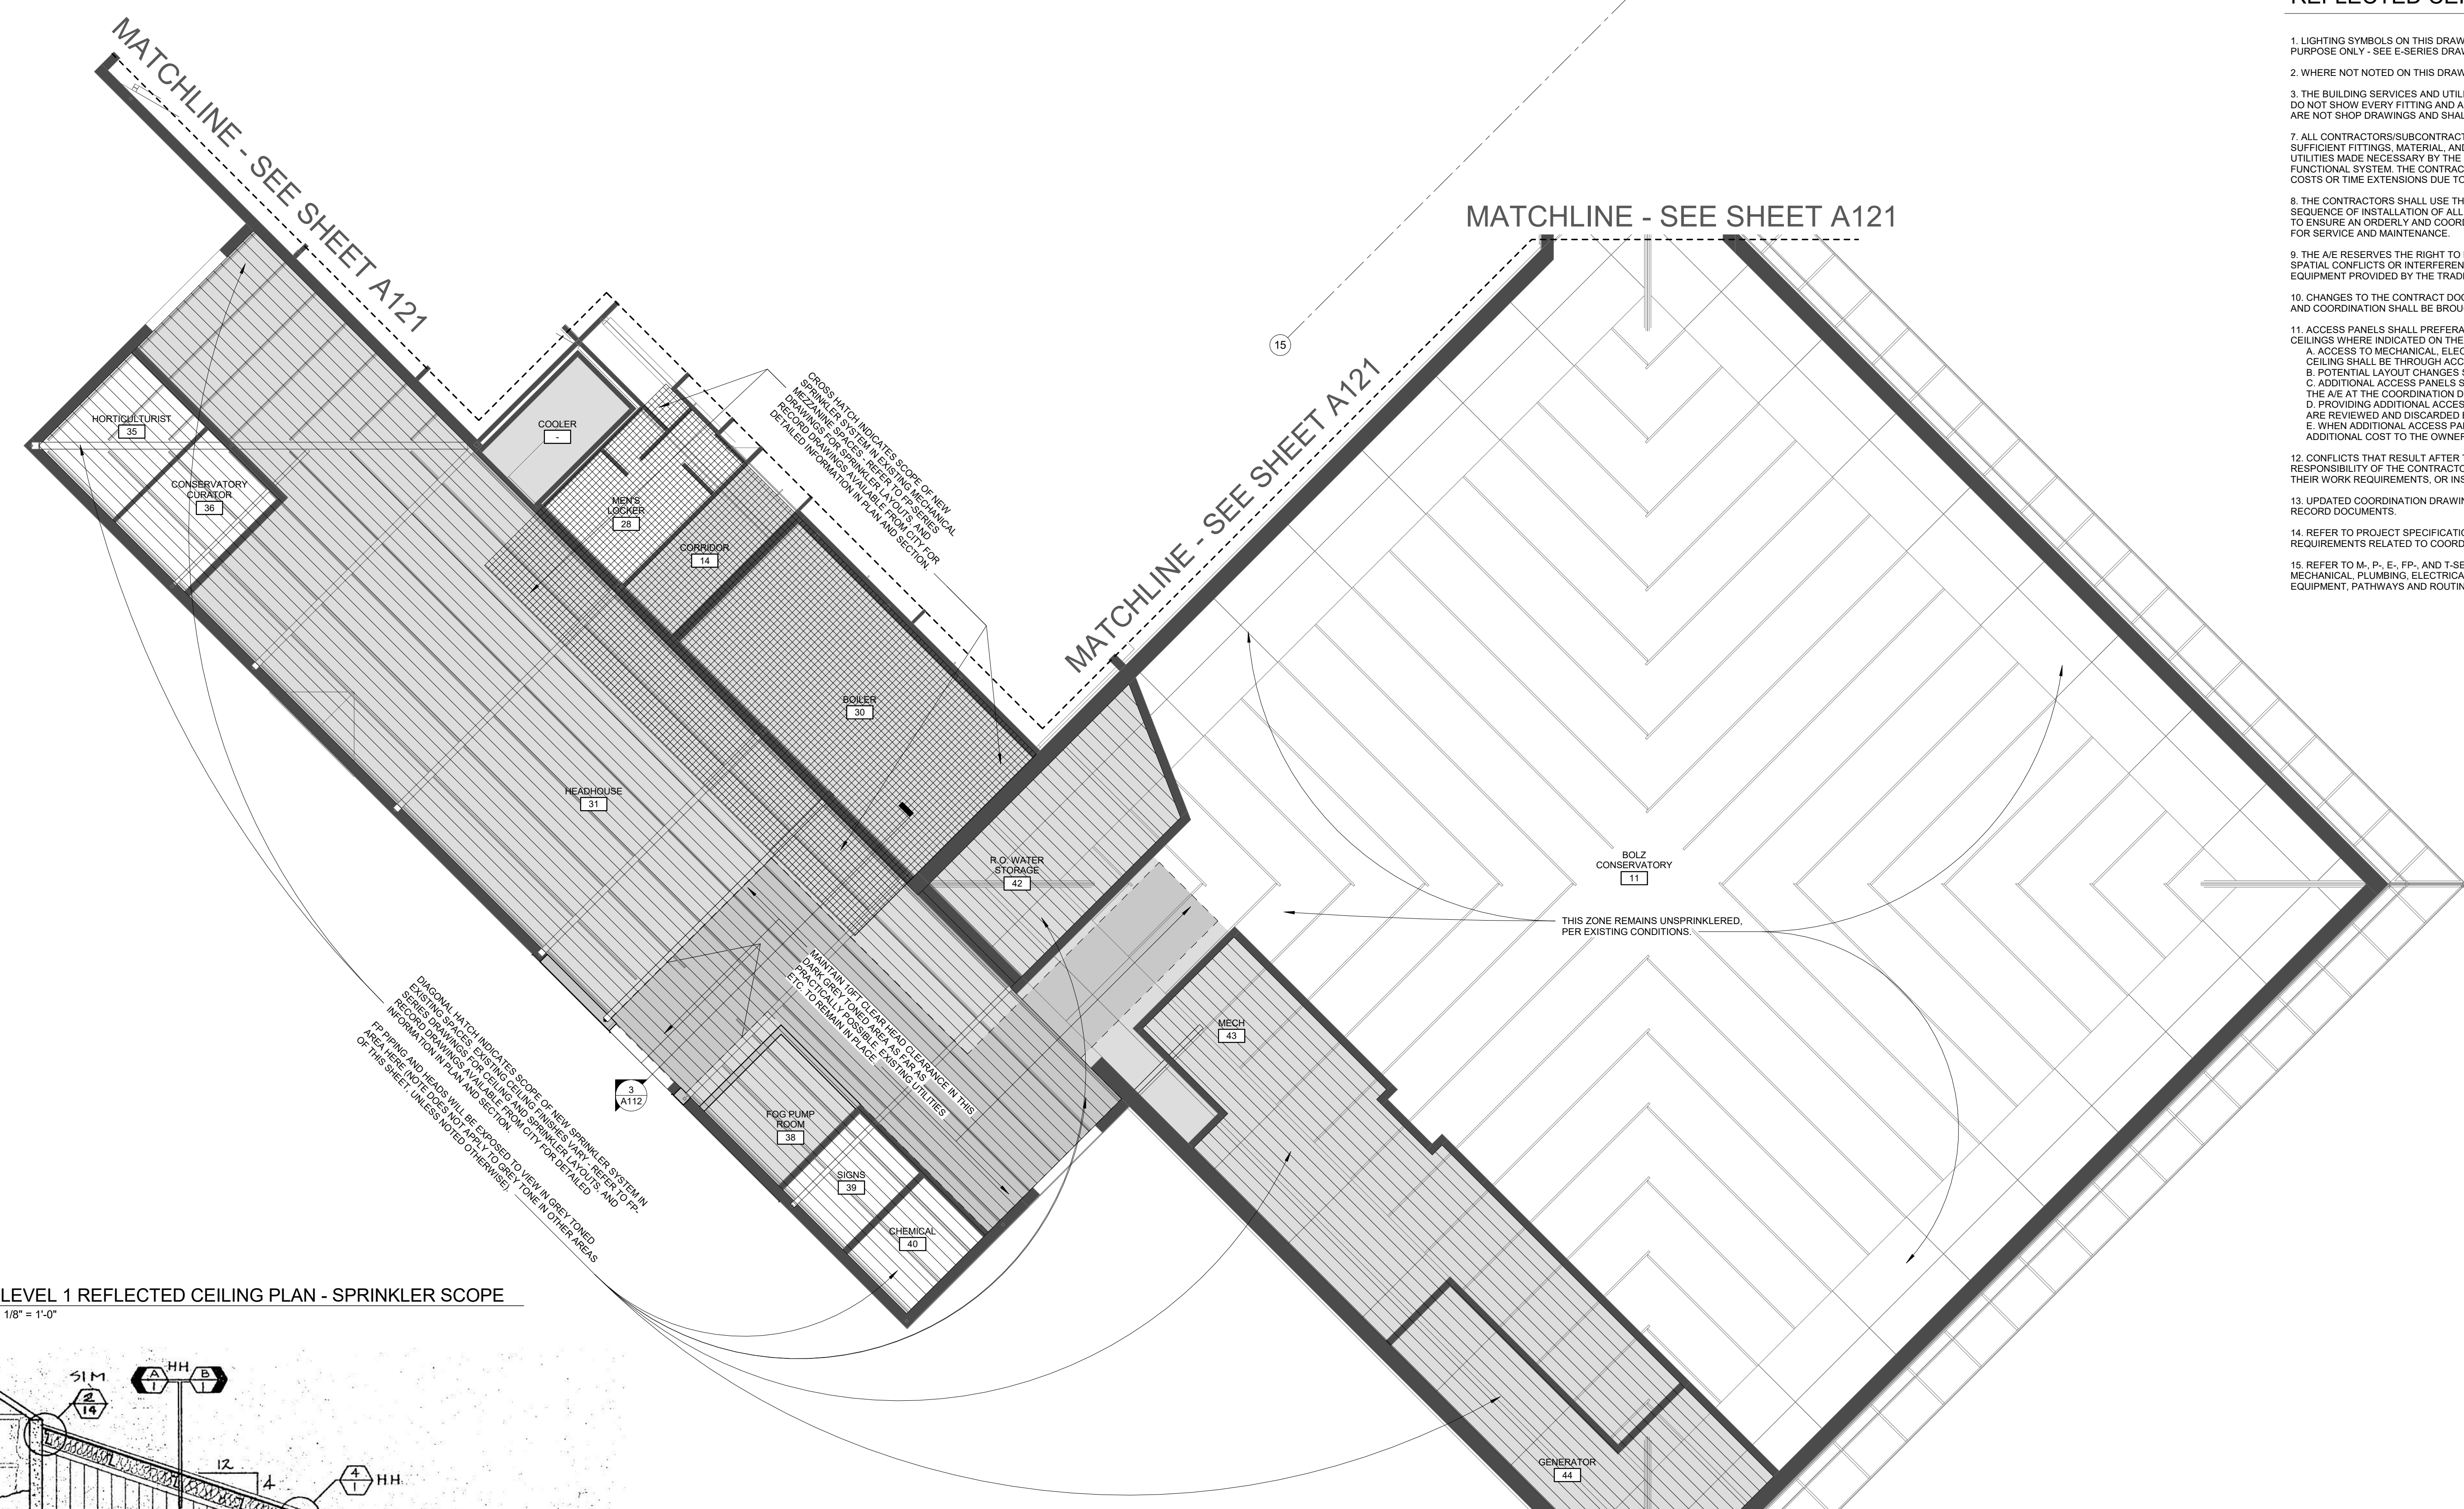 MATCHLINE - SEE SHEET A121
MATCHLINE - SEE SHEET A121
MATCHLINE - SEE SHEET A121
15
HORTICULTURIST
35
CONSERVATORY
CURATOR
36
COOLER
-
MEN'S
LOCKER
28
CORRIDOR
14
BOILER
30
HEADHOUSE
31
R.O. WATER
STORAGE
42
BOLZ
CONSERVATORY
11
MECH
43
FOG PUMP
ROOM
38
SIGNS
39
CHEMICAL
40
GENERATOR
44
3
A112
CROSS HATCH INDICATES SCOPE OF NEW
SPRINKLER SYSTEM IN EXISTING MECHANICAL
MEZZANINE SPACES - REFER TO FP-SERIES
DRAWINGS FOR SPRINKLER LAYOUTS, AND
RECORD DRAWINGS AVAILABLE FROM CITY FOR
DETAILED INFORMATION IN PLAN AND SECTION.
THIS ZONE REMAINS UNSPRINKLERED,
PER EXISTING CONDITIONS.
MAINTAIN 10FT CLEAR HEAD CLEARANCE IN THIS
DARK GREY TONED AREA AS FAR AS
PRACTICALLY POSSIBLE. EXISTING UTILITIES
ETC. TO REMAIN IN PLACE
DIAGONAL HATCH INDICATES SCOPE OF NEW SPRINKLER SYSTEM IN
EXISTING SPACES. EXISTING CEILING FINISHES VARY - REFER TO FP-
SERIES DRAWINGS FOR CEILING AND SPRINKLER LAYOUTS, AND
RECORD DRAWINGS AVAILABLE FROM CITY FOR DETAILED
INFORMATION IN PLAN AND SECTION.
FP PIPING AND HEADS WILL BE EXPOSED TO VIEW IN GREY TONED
AREA HERE (NOTE DOES NOT APPLY TO GREY TONE IN OTHER AREAS
OF THIS SHEET, UNLESS NOTED OTHERWISE).
LEVEL 1 REFLECTED CEILING PLAN - SPRINKLER SCOPE
1/8" = 1'-0"
SIM
2
14
A
1
HH
B
1
12
4
4
1
HH
1. LIGHTING SYMBOLS ON THIS DRAW
PURPOSE ONLY - SEE E-SERIES DRAW
2. WHERE NOT NOTED ON THIS DRAW
3. THE BUILDING SERVICES AND UTILI
DO NOT SHOW EVERY FITTING AND A
ARE NOT SHOP DRAWINGS AND SHAL
7. ALL CONTRACTORS/SUBCONTRACT
SUFFICIENT FITTINGS, MATERIAL, AND
UTILITIES MADE NECESSARY BY THE
FUNCTIONAL SYSTEM. THE CONTRAC
COSTS OR TIME EXTENSIONS DUE TO
8. THE CONTRACTORS SHALL USE TH
SEQUENCE OF INSTALLATION OF ALL
TO ENSURE AN ORDERLY AND COORD
FOR SERVICE AND MAINTENANCE.
9. THE A/E RESERVES THE RIGHT TO
SPATIAL CONFLICTS OR INTERFEREN
EQUIPMENT PROVIDED BY THE TRAD
10. CHANGES TO THE CONTRACT DOC
AND COORDINATION SHALL BE BROU
11. ACCESS PANELS SHALL PREFERA
CEILINGS WHERE INDICATED ON THE
A. ACCESS TO MECHANICAL, ELEC
CEILING SHALL BE THROUGH ACC
B. POTENTIAL LAYOUT CHANGES S
C. ADDITIONAL ACCESS PANELS S
THE A/E AT THE COORDINATION D
D. PROVIDING ADDITIONAL ACCES
ARE REVIEWED AND DISCARDED
E. WHEN ADDITIONAL ACCESS PA
ADDITIONAL COST TO THE OWNER
12. CONFLICTS THAT RESULT AFTER
RESPONSIBILITY OF THE CONTRACTO
THEIR WORK REQUIREMENTS, OR INS
13. UPDATED COORDINATION DRAWIN
RECORD DOCUMENTS.
14. REFER TO PROJECT SPECIFICATIO
REQUIREMENTS RELATED TO COORD
15. REFER TO M-, P-, E-, FP-, AND T-SE
MECHANICAL, PLUMBING, ELECTRICA
EQUIPMENT, PATHWAYS AND ROUTIN